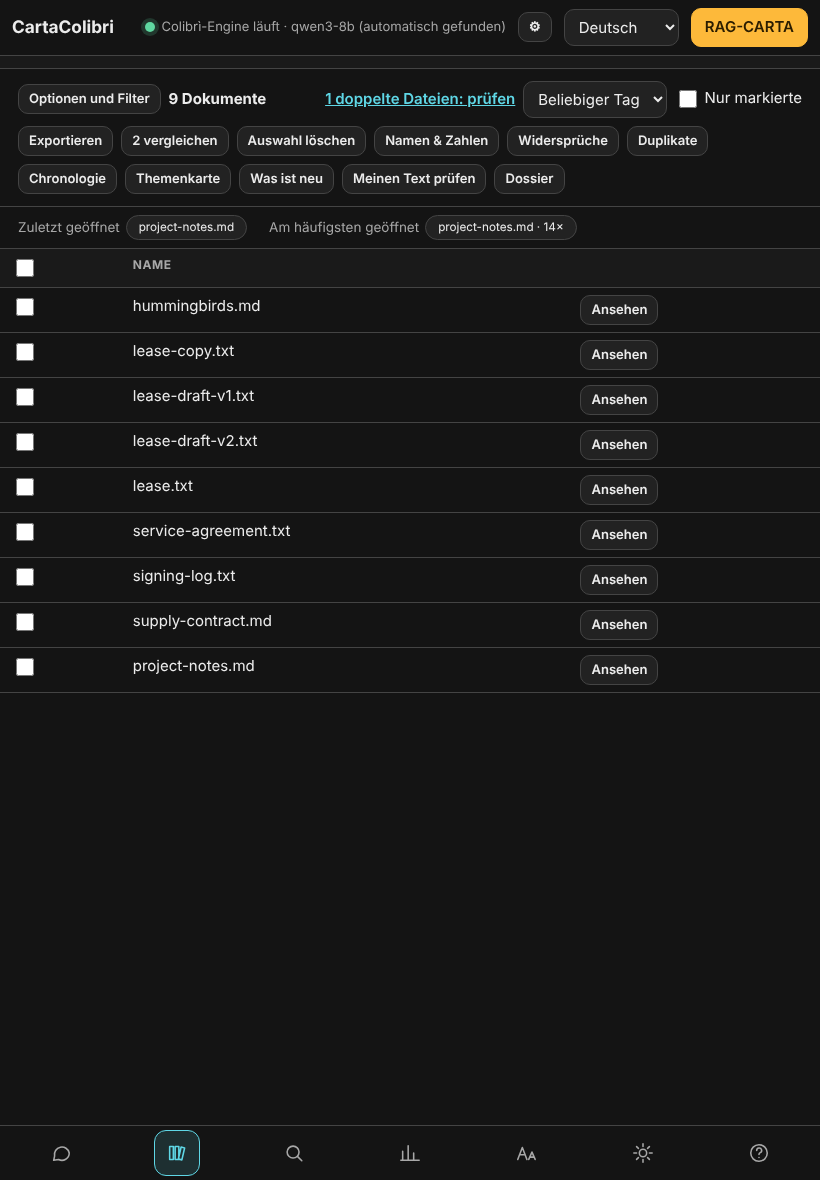 CartaColibri Colibrì-Engine läuft · qwen3-8b (automatisch gefunden) Deutsch RAG-CARTA
Optionen und Filter 9 Dokumente 1 doppelte Dateien: prüfen Beliebiger Tag Nur markierte
Exportieren 2 vergleichen Auswahl löschen Namen & Zahlen Widersprüche Duplikate
Chronologie Themenkarte Was ist neu Meinen Text prüfen Dossier
Zuletzt geöffnet project-notes.md Am häufigsten geöffnet project-notes.md · 14×
NAME
hummingbirds.md Ansehen
lease-copy.txt Ansehen
lease-draft-v1.txt Ansehen
lease-draft-v2.txt Ansehen
lease.txt Ansehen
service-agreement.txt Ansehen
signing-log.txt Ansehen
supply-contract.md Ansehen
project-notes.md Ansehen
AA